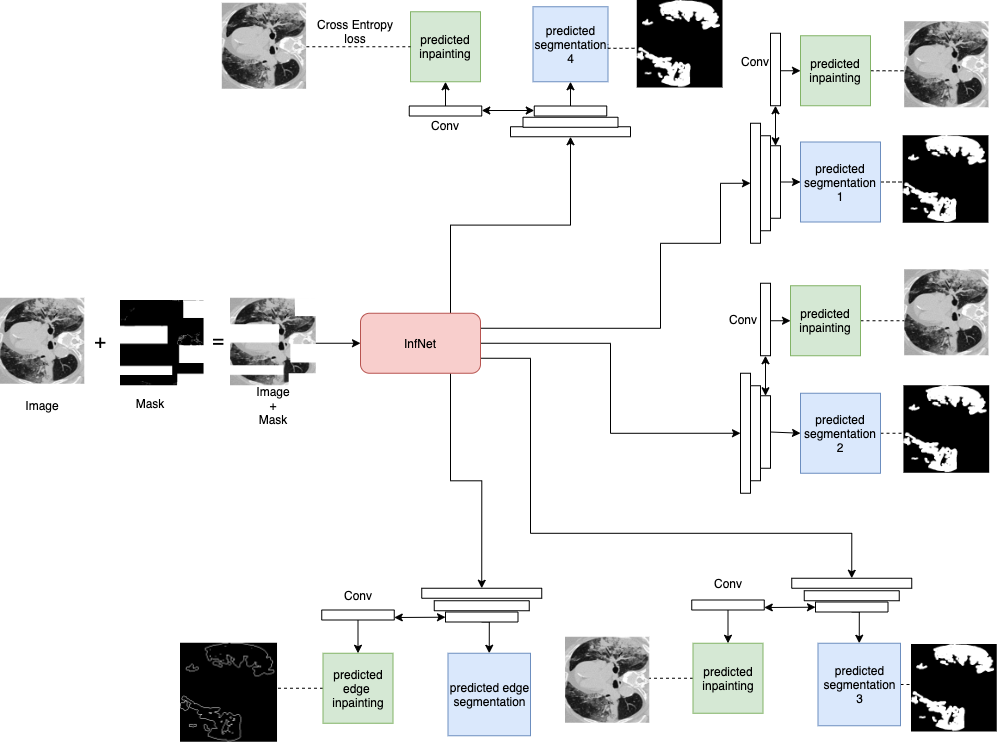 Cross Entropy
loss
predicted
inpainting
predicted
segmentation
4
Conv
Conv
predicted
inpainting
predicted
segmentation
1
Conv
predicted
inpainting
predicted
segmentation
2
+
=
InfNet
Image
Mask
Image
+
Mask
Conv
predicted
edge
inpainting
predicted edge
segmentation
Conv
predicted
inpainting
predicted
segmentation
3